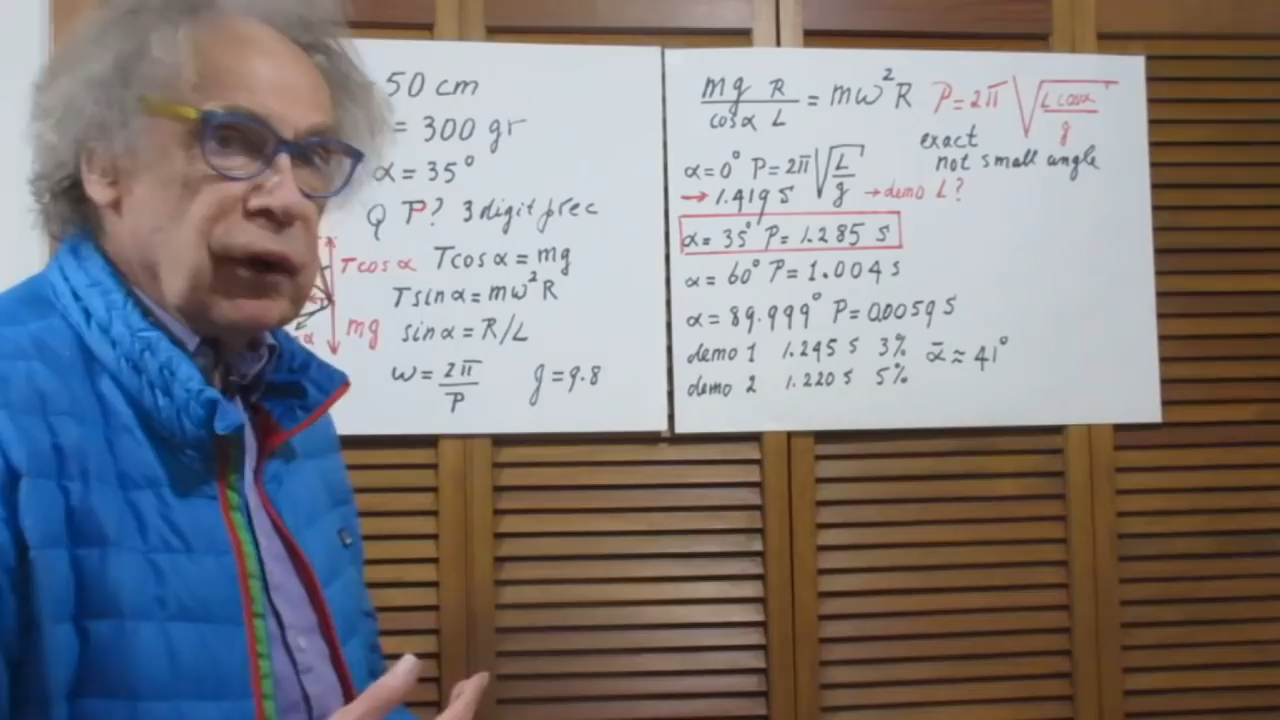 50 cm
= 300 gr
α = 35°
Q P? 3 digit prec
T cos α T cos α = mg
T sin α = mω²R
mg sin α = R/L
ω = 2π/P g = 9.8
mg/cos α R/L = mω²R P = 2π√(L cos α/g)
exact
not small angle
α = 0° P = 2π√(L/g)
→ 1.419 s → demo L?
α = 35° P = 1.285 s
α = 60° P = 1.004 s
α = 89.999° P = 0.0059 s
demo 1 1.245 s 3% ᾱ ≈ 41°
demo 2 1.220 s 5%